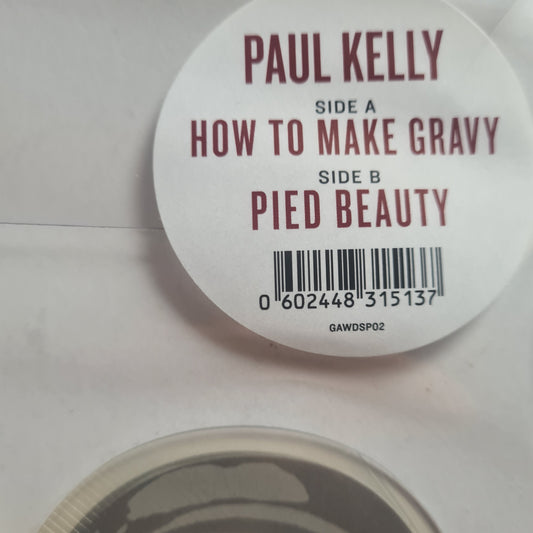 PAUL KELLY
SIDE A
HOW TO MAKE GRAVY
SIDE B
PIED BEAUTY
0 602448 315137
GAWDSP02